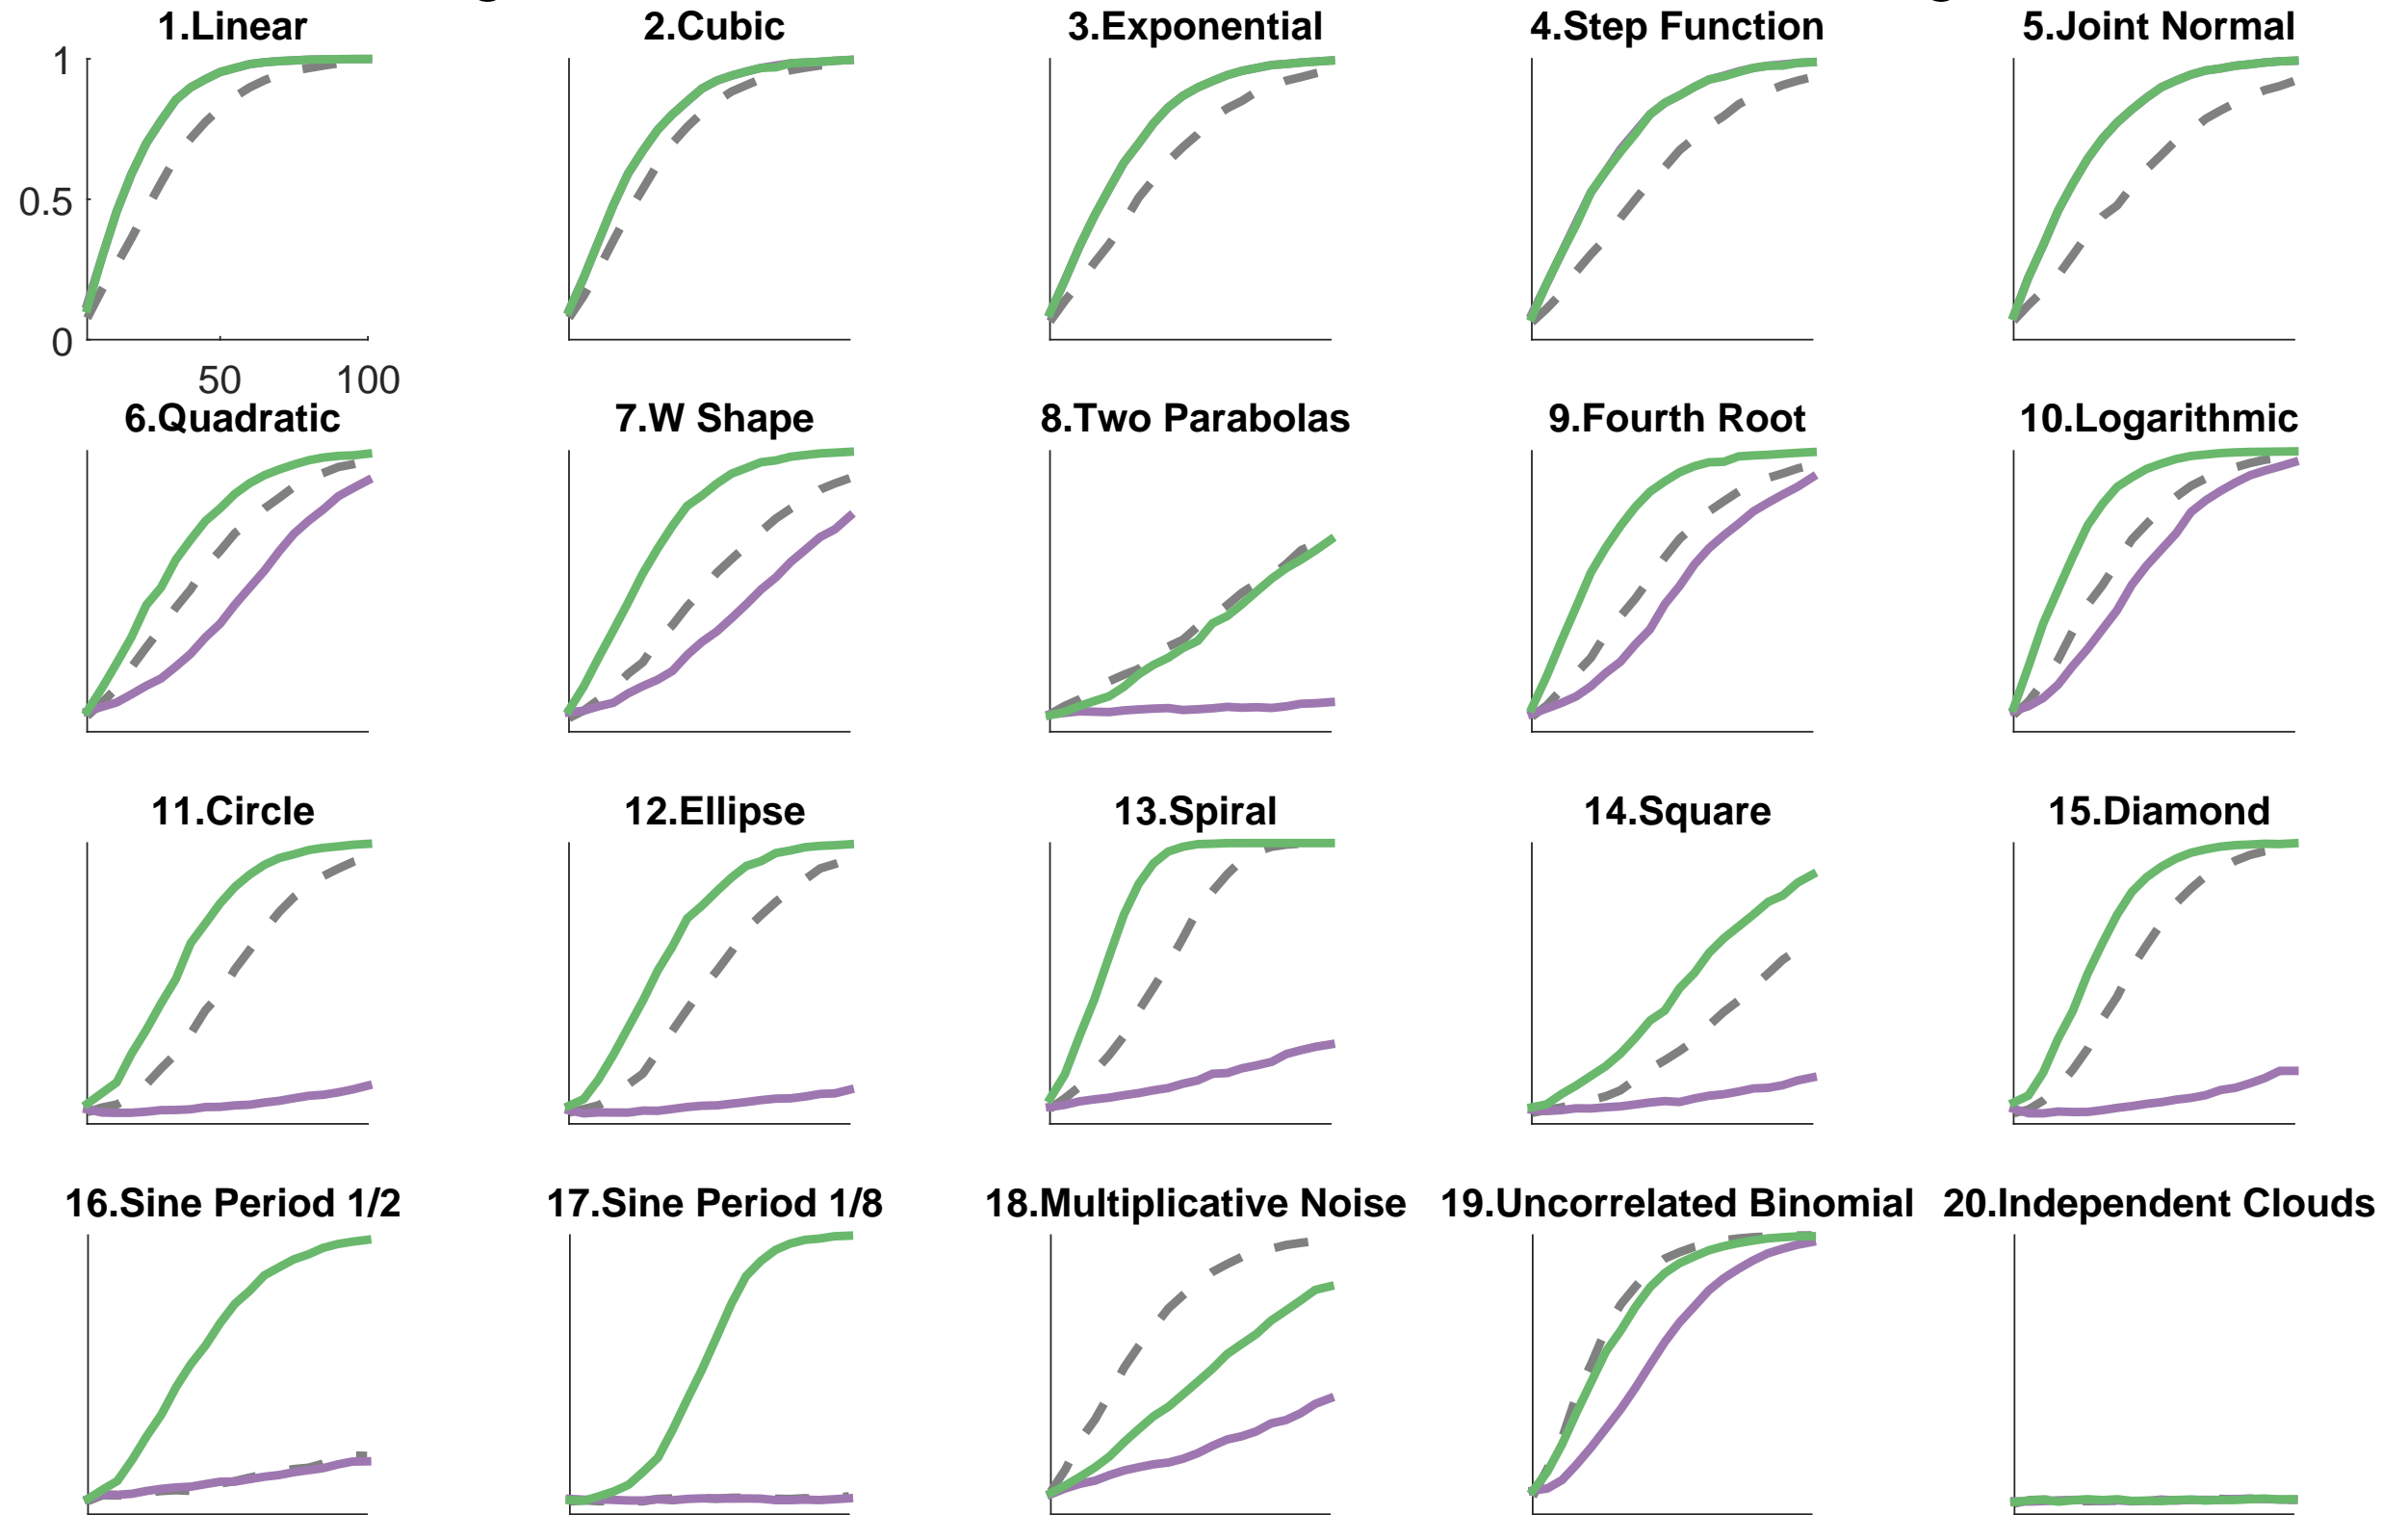 1.Linear
2.Cubic
3.Exponential
4.Step Function
5.Joint Normal
1
0.5
0
50
100
6.Quadratic
7.W Shape
8.Two Parabolas
9.Fourth Root
10.Logarithmic
11.Circle
12.Ellipse
13.Spiral
14.Square
15.Diamond
16.Sine Period 1/2
17.Sine Period 1/8
18.Multiplicative Noise
19.Uncorrelated Binomial
20.Independent Clouds